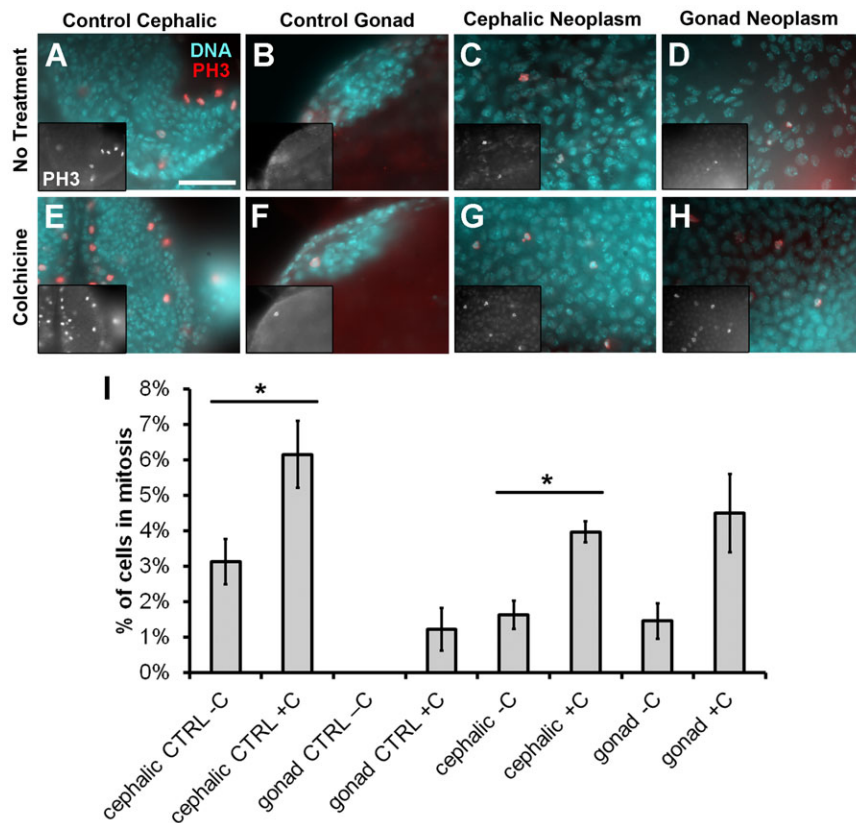 Control Cephalic Control Gonad Cephalic Neoplasm Gonad Neoplasm
No Treatment
A DNA PH3 PH3
B
C
D
Colchicine
E
F
G
H
I
% of cells in mitosis
8%
7%
6%
5%
4%
3%
2%
1%
0%
*
*
cephalic CTRL -C
cephalic CTRL +C
gonad CTRL –C
gonad CTRL +C
cephalic -C
cephalic +C
gonad -C
gonad +C